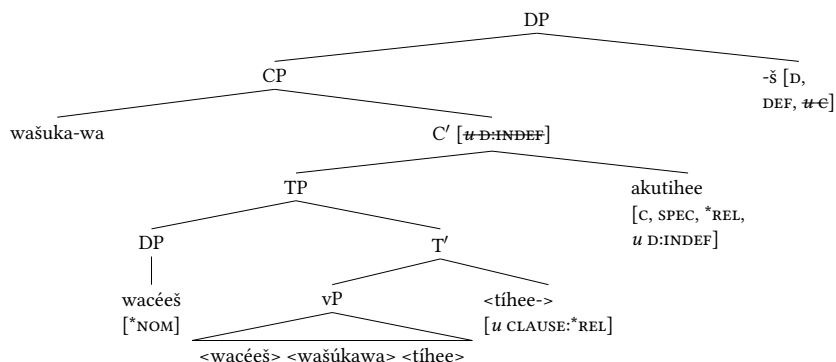 DP
CP
-š [D,
DEF, u C]
wašuka-wa
C′ [u D:INDEF]
TP
akutihee
[C, SPEC, *REL,
u D:INDEF]
DP
T′
wacéeš
[*NOM]
vP
<tíhee->
[u CLAUSE:*REL]
<wacéeš> <wašúkawa> <tíhee>